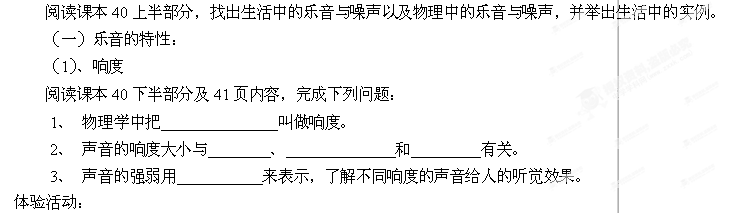 阅读课本 40 上半部分，找出生活中的乐音与噪声以及物理中的乐音与噪声，并举出生活中的实例。
（一）乐音的特性：
（1）、响度
阅读课本 40 下半部分及 41 页内容，完成下列问题：
1、 物理学中把_______________叫做响度。
2、 声音的响度大小与________、______________和_________有关。
3、 声音的强弱用___________来表示，了解不同响度的声音给人的听觉效果。
体验活动：